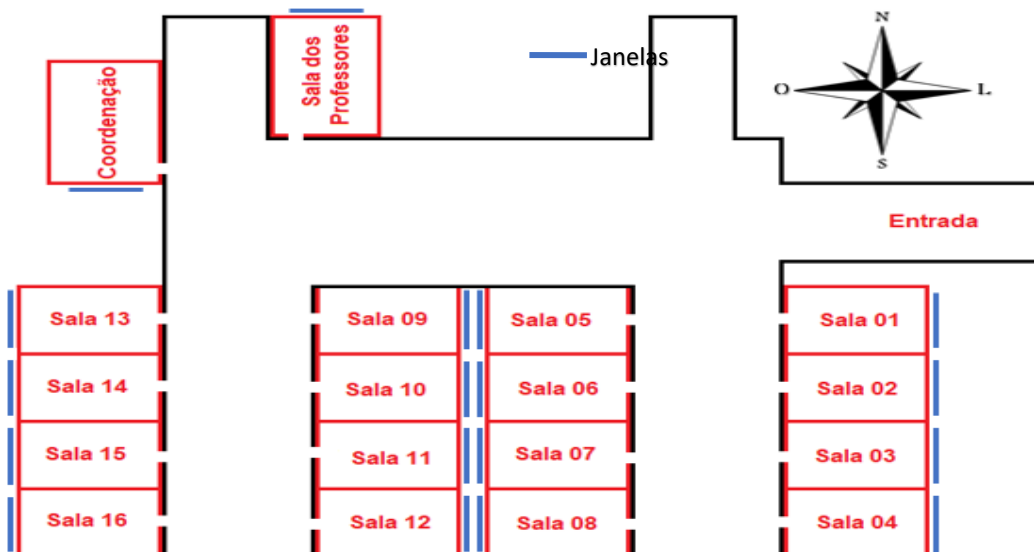 Janelas
N
O
L
S
Coordenação
Sala dos
Professores
Entrada
Sala 13
Sala 09
Sala 05
Sala 01
Sala 14
Sala 10
Sala 06
Sala 02
Sala 15
Sala 11
Sala 07
Sala 03
Sala 16
Sala 12
Sala 08
Sala 04